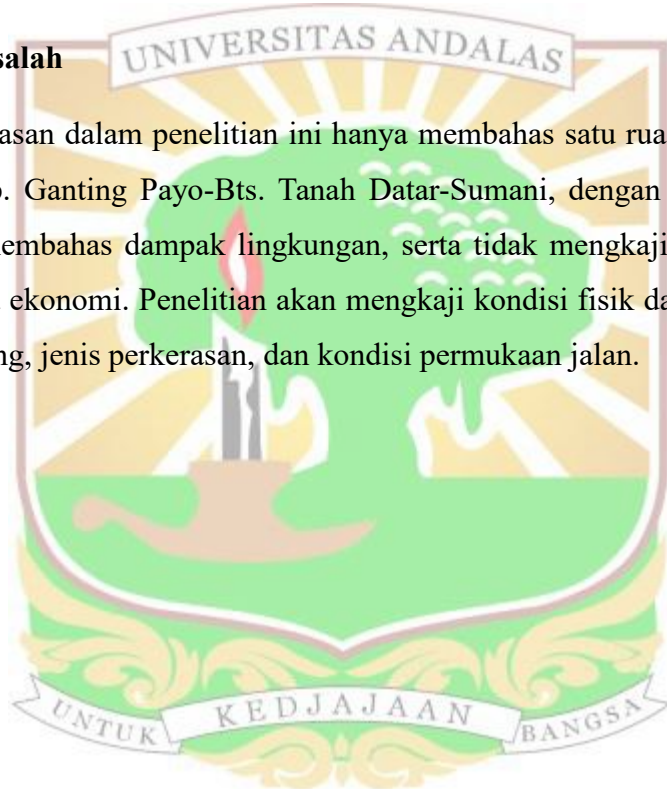 salah
UNIVERSITAS ANDALAS
asan dalam penelitian ini hanya membahas satu rua
. Ganting Payo-Bts. Tanah Datar-Sumani, dengan
embahas dampak lingkungan, serta tidak mengkaji
ekonomi. Penelitian akan mengkaji kondisi fisik da
ng, jenis perkerasan, dan kondisi permukaan jalan.
UNTUK KEDJAJAAN BANGSA